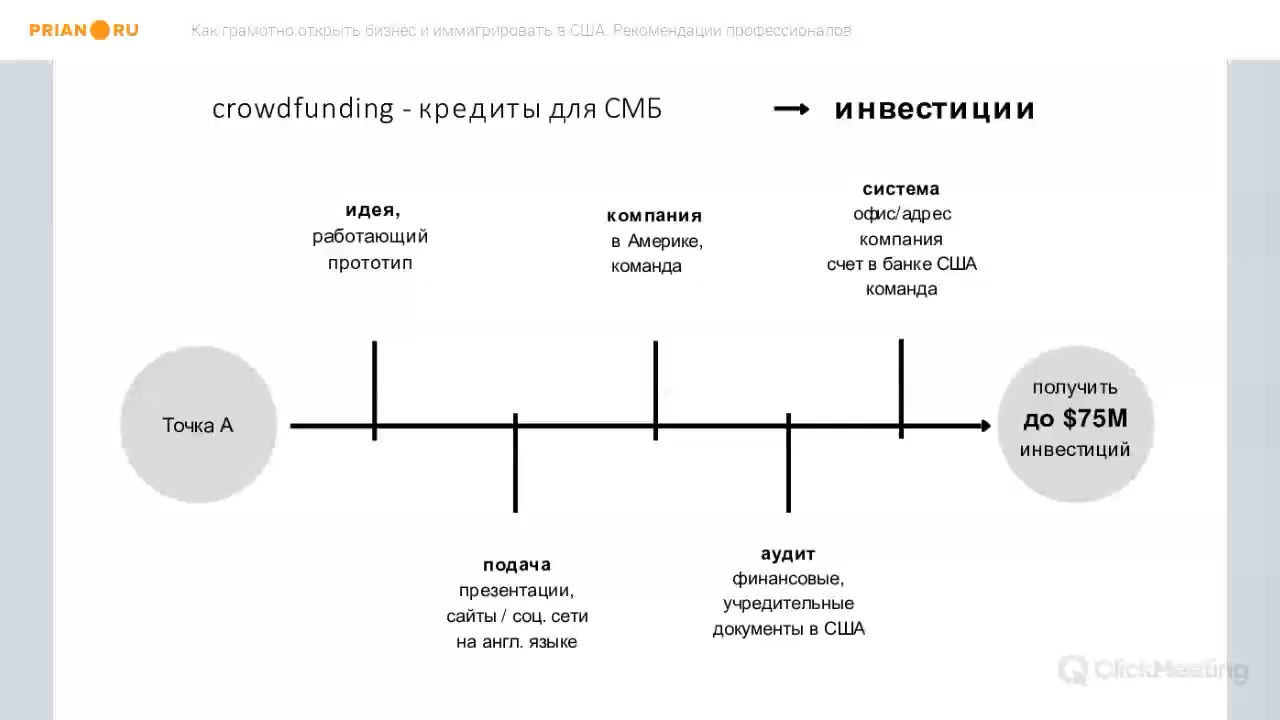 PRIAN RU
Как грамотно открыть бизнес и иммигрировать в США. Рекомендации профессионалов
crowdfunding - кредиты для СМБ → инвестиции
идея,
работающий
прототип
компания
в Америке,
команда
система
офис/адрес
компания
счет в банке США
команда
Точка А
получить
до $75М
инвестиций
подача
презентации,
сайты / соц. сети
на англ. языке
аудит
финансовые,
учредительные
документы в США
ClickMeeting